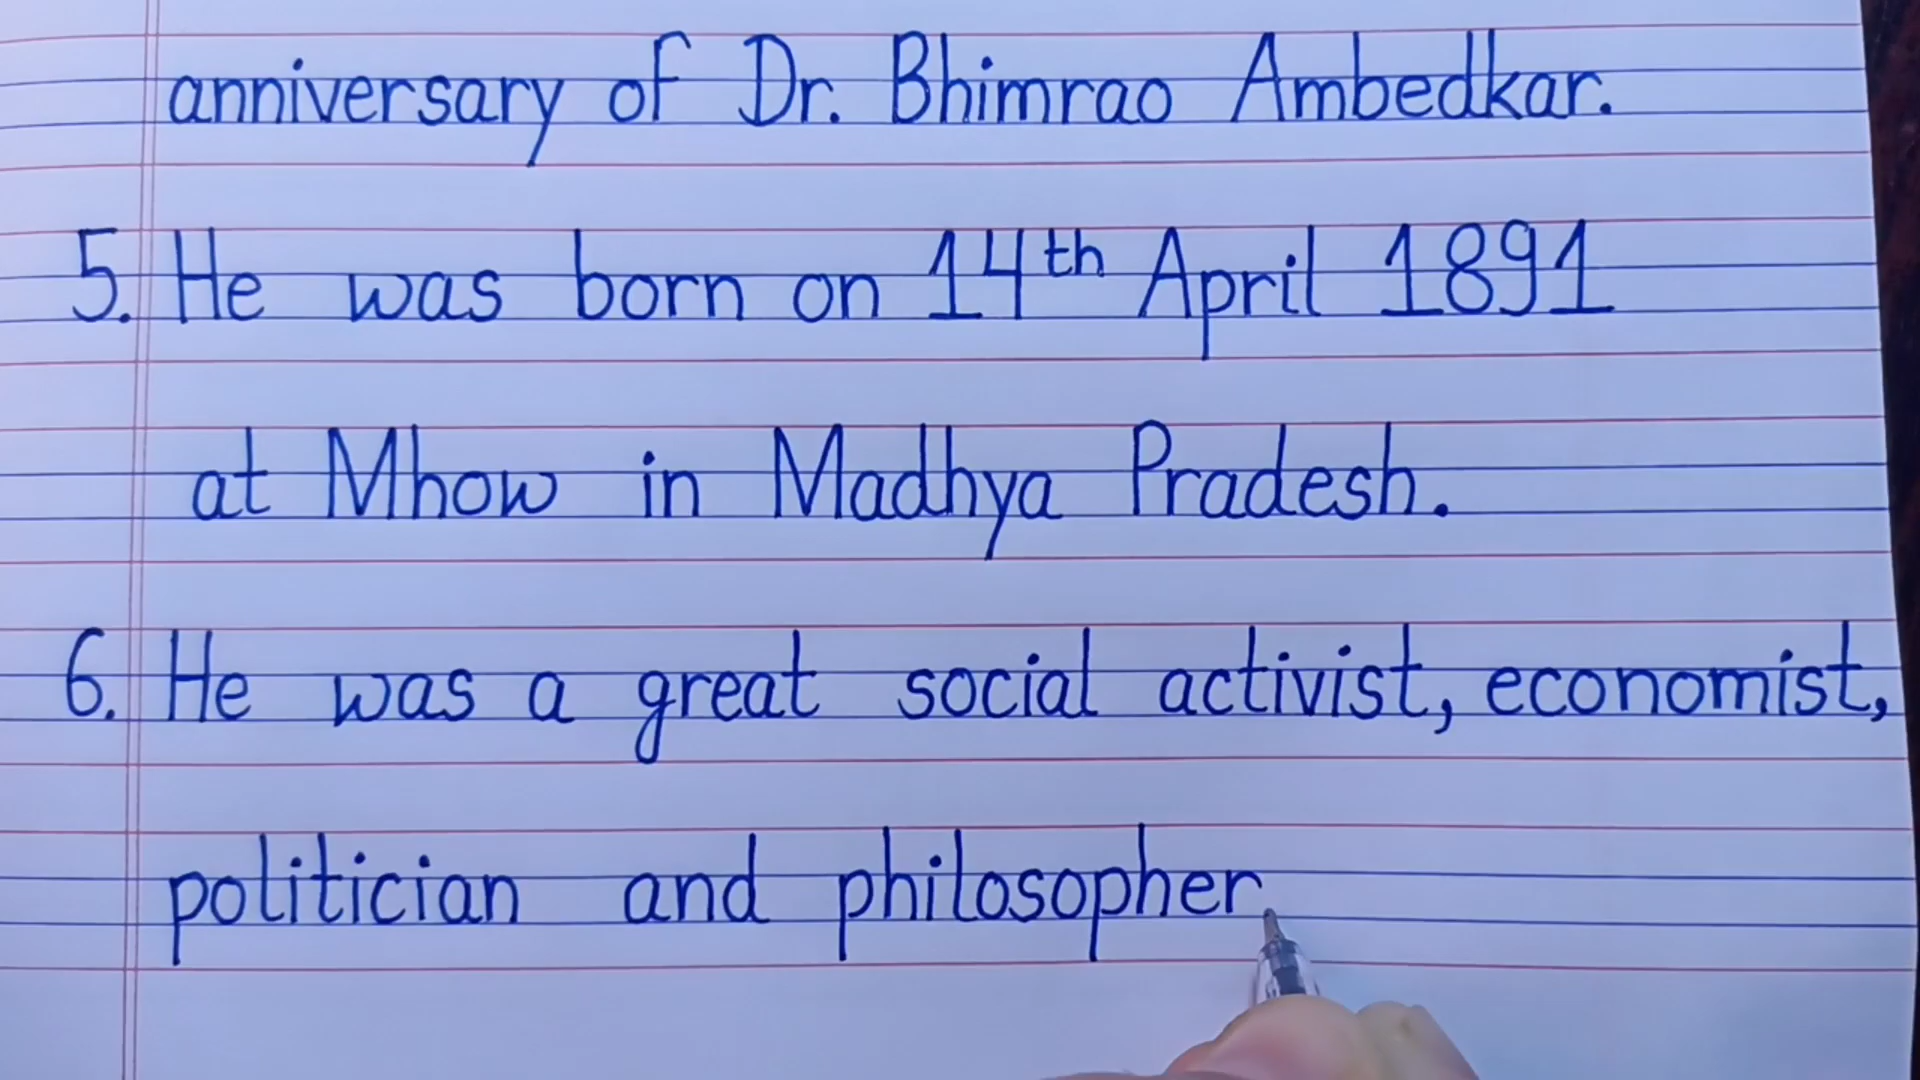 anniversary of Dr. Bhimrao Ambedkar.
5. He was born on 14th April 1891
at Mhow in Madhya Pradesh.
6. He was a great social activist, economist,
politician and philosopher